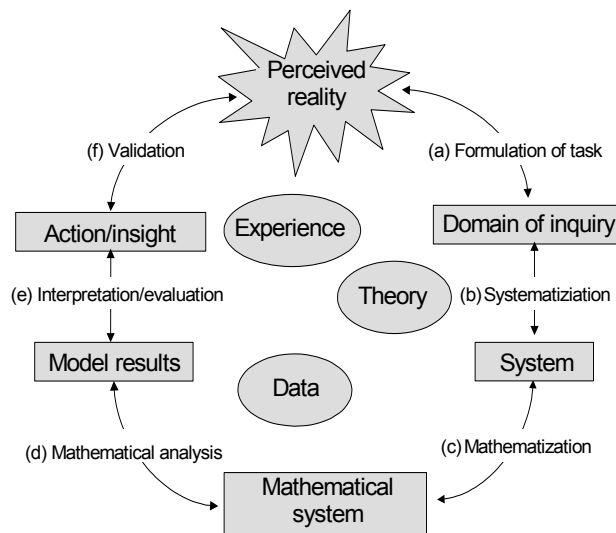 Perceived
reality
(f) Validation
(a) Formulation of task
Action/insight
Experience
Domain of inquiry
(e) Interpretation/evaluation
Theory
(b) Systematiziation
Model results
Data
System
(d) Mathematical analysis
(c) Mathematization
Mathematical
system